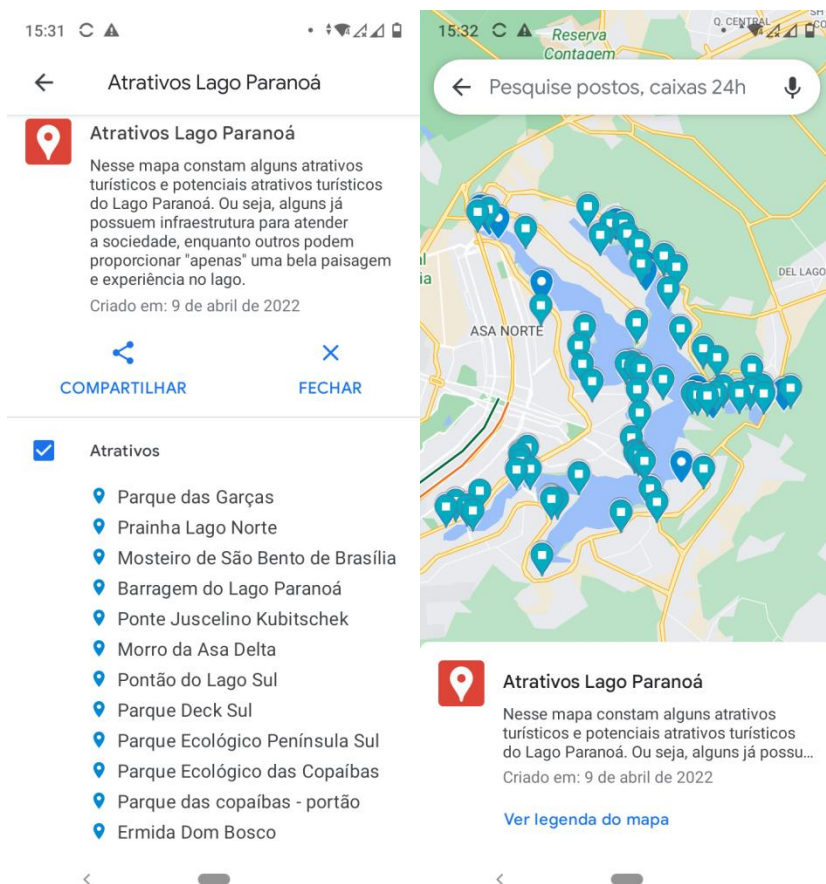 15:31
Atrativos Lago Paranoá
Atrativos Lago Paranoá
Nesse mapa constam alguns atrativos
turísticos e potenciais atrativos turísticos
do Lago Paranoá. Ou seja, alguns já
possuem infraestrutura para atender
a sociedade, enquanto outros podem
proporcionar "apenas" uma bela paisagem
e experiência no lago.
Criado em: 9 de abril de 2022
COMPARTILHAR
FECHAR
Atrativos
Parque das Garças
Prainha Lago Norte
Mosteiro de São Bento de Brasília
Barragem do Lago Paranoá
Ponte Juscelino Kubitschek
Morro da Asa Delta
Pontão do Lago Sul
Parque Deck Sul
Parque Ecológico Península Sul
Parque Ecológico das Copaíbas
Parque das copaíbas - portão
Ermida Dom Bosco
15:32
Reserva
Contagem
Q. CENTRAL
Pesquise postos, caixas 24h
DEL LAGO
ASA NORTE
Atrativos Lago Paranoá
Nesse mapa constam alguns atrativos
turísticos e potenciais atrativos turísticos
do Lago Paranoá. Ou seja, alguns já possu...
Criado em: 9 de abril de 2022
Ver legenda do mapa